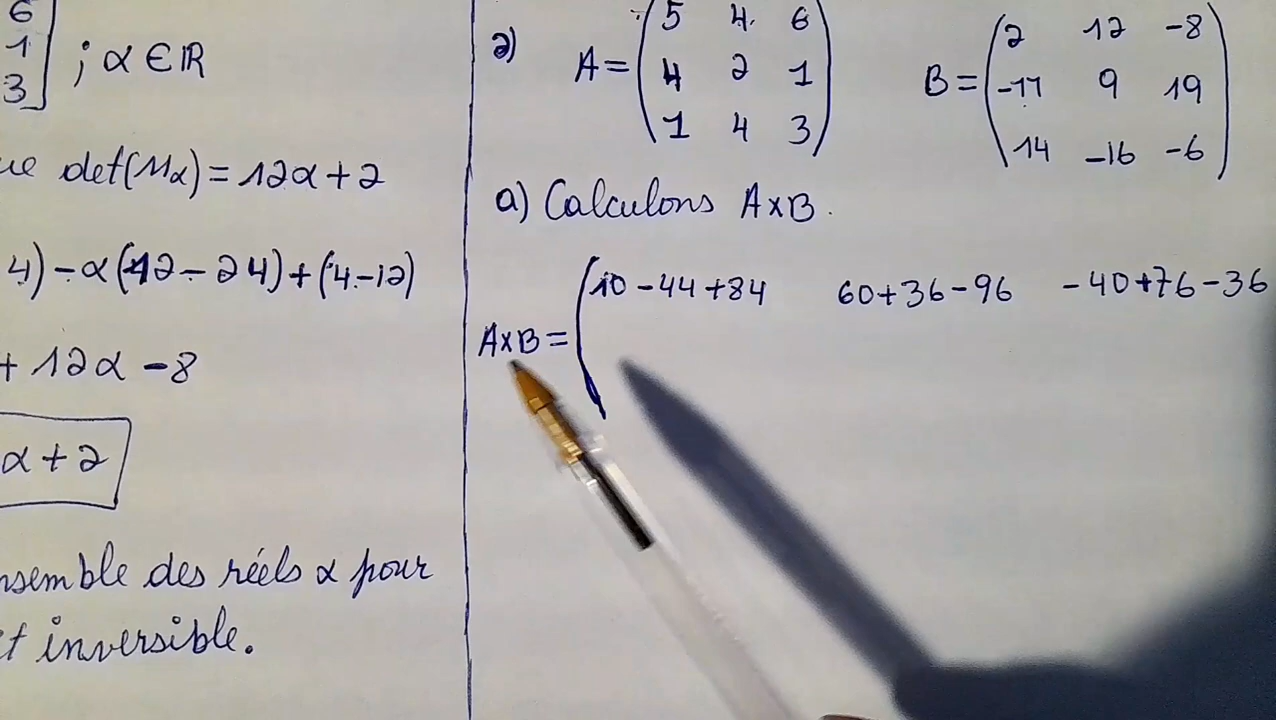 6
1
3 ] ; α ∈ ℝ
ue det(Mα) = 12α + 2
4) - α(12 - 24) + (4 - 12)
+ 12α - 8
α + 2
nsemble des réels α pour
t inversible.
2) A = ( 5 4 6
4 2 1
1 4 3 )
B = ( 2 12 -8
-11 9 19
14 -16 -6 )
a) Calculons A×B.
A×B = ( 10 - 44 + 84 60 + 36 - 96 - 40 + 76 - 36